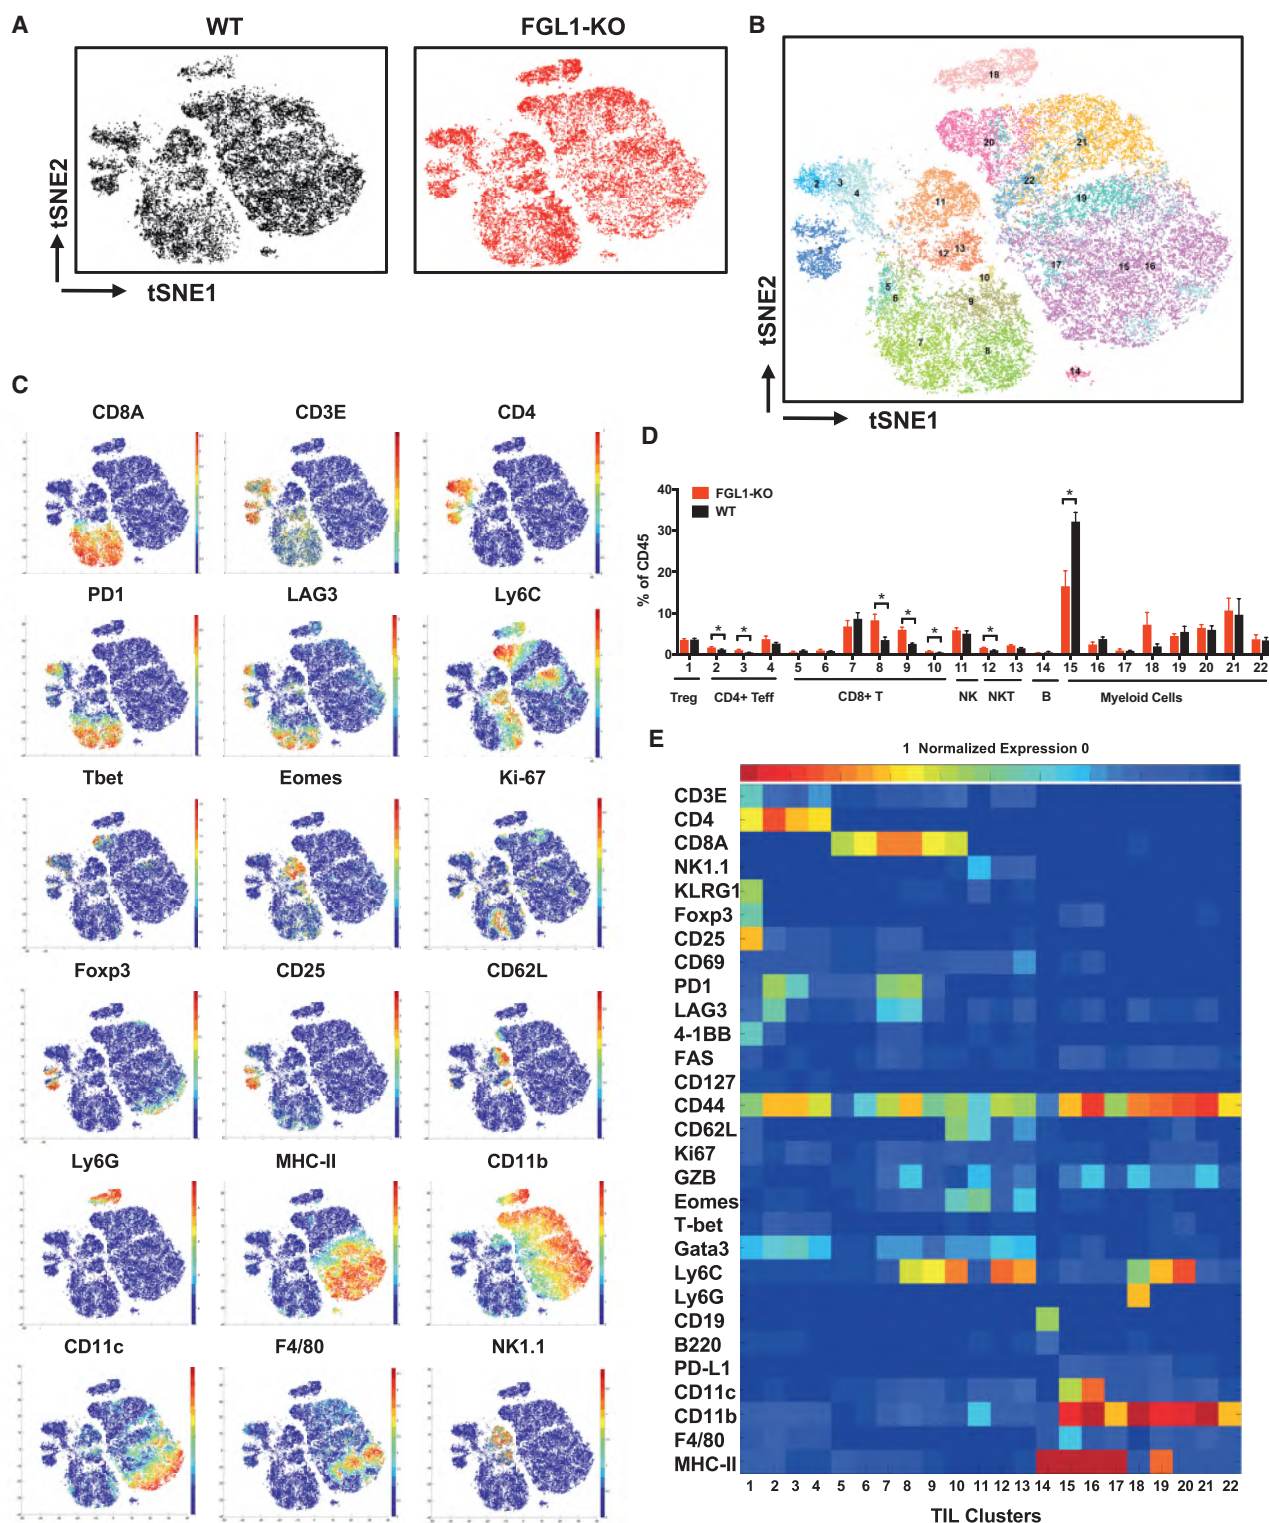 A
WT
FGL1-KO
tSNE2
tSNE1
B
18
20
21
2
3
4
22
11
19
1
12
13
17
15
16
10
5
6
9
7
8
14
tSNE2
tSNE1
C
CD8A
CD3E
CD4
PD1
LAG3
Ly6C
Tbet
Eomes
Ki-67
Foxp3
CD25
CD62L
Ly6G
MHC-II
CD11b
CD11c
F4/80
NK1.1
D
40
30
20
10
0
% of CD45
FGL1-KO
WT
* * * * * * *
1 2 3 4 5 6 7 8 9 10 11 12 13 14 15 16 17 18 19 20 21 22
Treg CD4+ Teff CD8+ T NK NKT B Myeloid Cells
E
1 Normalized Expression 0
CD3E
CD4
CD8A
NK1.1
KLRG1
Foxp3
CD25
CD69
PD1
LAG3
4-1BB
FAS
CD127
CD44
CD62L
Ki67
GZB
Eomes
T-bet
Gata3
Ly6C
Ly6G
CD19
B220
PD-L1
CD11c
CD11b
F4/80
MHC-II
1 2 3 4 5 6 7 8 9 10 11 12 13 14 15 16 17 18 19 20 21 22
TIL Clusters